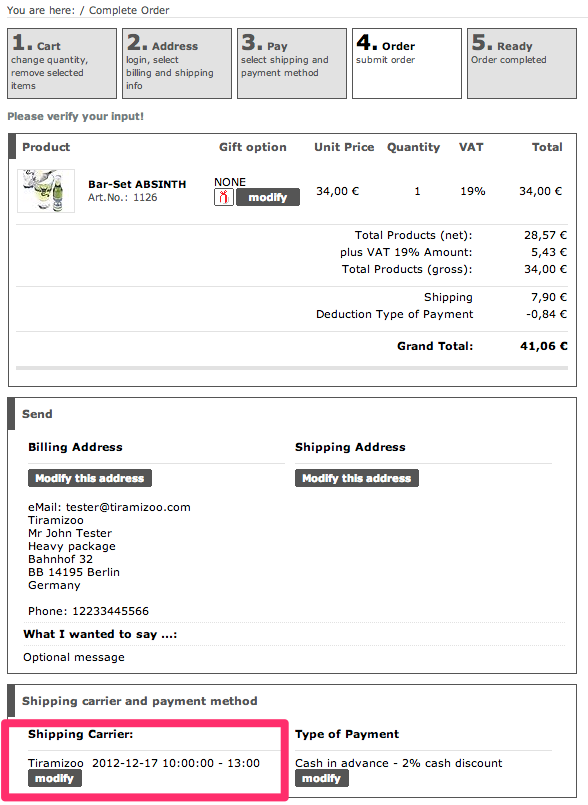 You are here: / Complete Order
1. Cart
change quantity,
remove selected
items
2. Address
login, select
billing and shipping
info
3. Pay
select shipping and
payment method
4. Order
submit order
5. Ready
Order completed
Please verify your input!
Product Gift option Unit Price Quantity VAT Total
Bar-Set ABSINTH
Art.No.: 1126
NONE
modify
34,00 € 1 19% 34,00 €
Total Products (net): 28,57 €
plus VAT 19% Amount: 5,43 €
Total Products (gross): 34,00 €
Shipping 7,90 €
Deduction Type of Payment -0,84 €
Grand Total: 41,06 €
Send
Billing Address
Modify this address
eMail: tester@tiramizoo.com
Tiramizoo
Mr John Tester
Heavy package
Bahnhof 32
BB 14195 Berlin
Germany
Phone: 12233445566
Shipping Address
Modify this address
What I wanted to say ...:
Optional message
Shipping carrier and payment method
Shipping Carrier:
Tiramizoo 2012-12-17 10:00:00 - 13:00
modify
Type of Payment
Cash in advance - 2% cash discount
modify